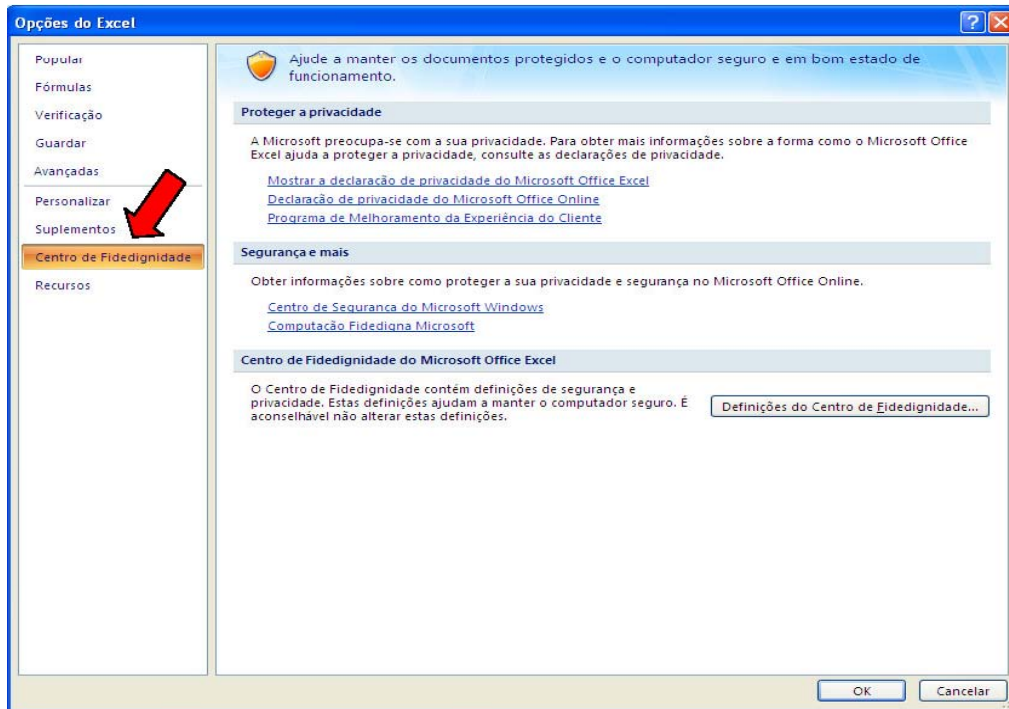 Opções do Excel
Popular
Fórmulas
Verificação
Guardar
Avançadas
Personalizar
Suplementos
Centro de Fidedignidade
Recursos
Ajude a manter os documentos protegidos e o computador seguro e em bom estado de
funcionamento.
Proteger a privacidade
A Microsoft preocupa-se com a sua privacidade. Para obter mais informações sobre a forma como o Microsoft Office
Excel ajuda a proteger a privacidade, consulte as declarações de privacidade.
Mostrar a declaração de privacidade do Microsoft Office Excel
Declaração de privacidade do Microsoft Office Online
Programa de Melhoramento da Experiência do Cliente
Segurança e mais
Obter informações sobre como proteger a sua privacidade e segurança no Microsoft Office Online.
Centro de Segurança do Microsoft Windows
Computação Fidedigna Microsoft
Centro de Fidedignidade do Microsoft Office Excel
O Centro de Fidedignidade contém definições de segurança e
privacidade. Estas definições ajudam a manter o computador seguro. É
aconselhável não alterar estas definições.
Definições do Centro de Fidedignidade...
OK
Cancelar